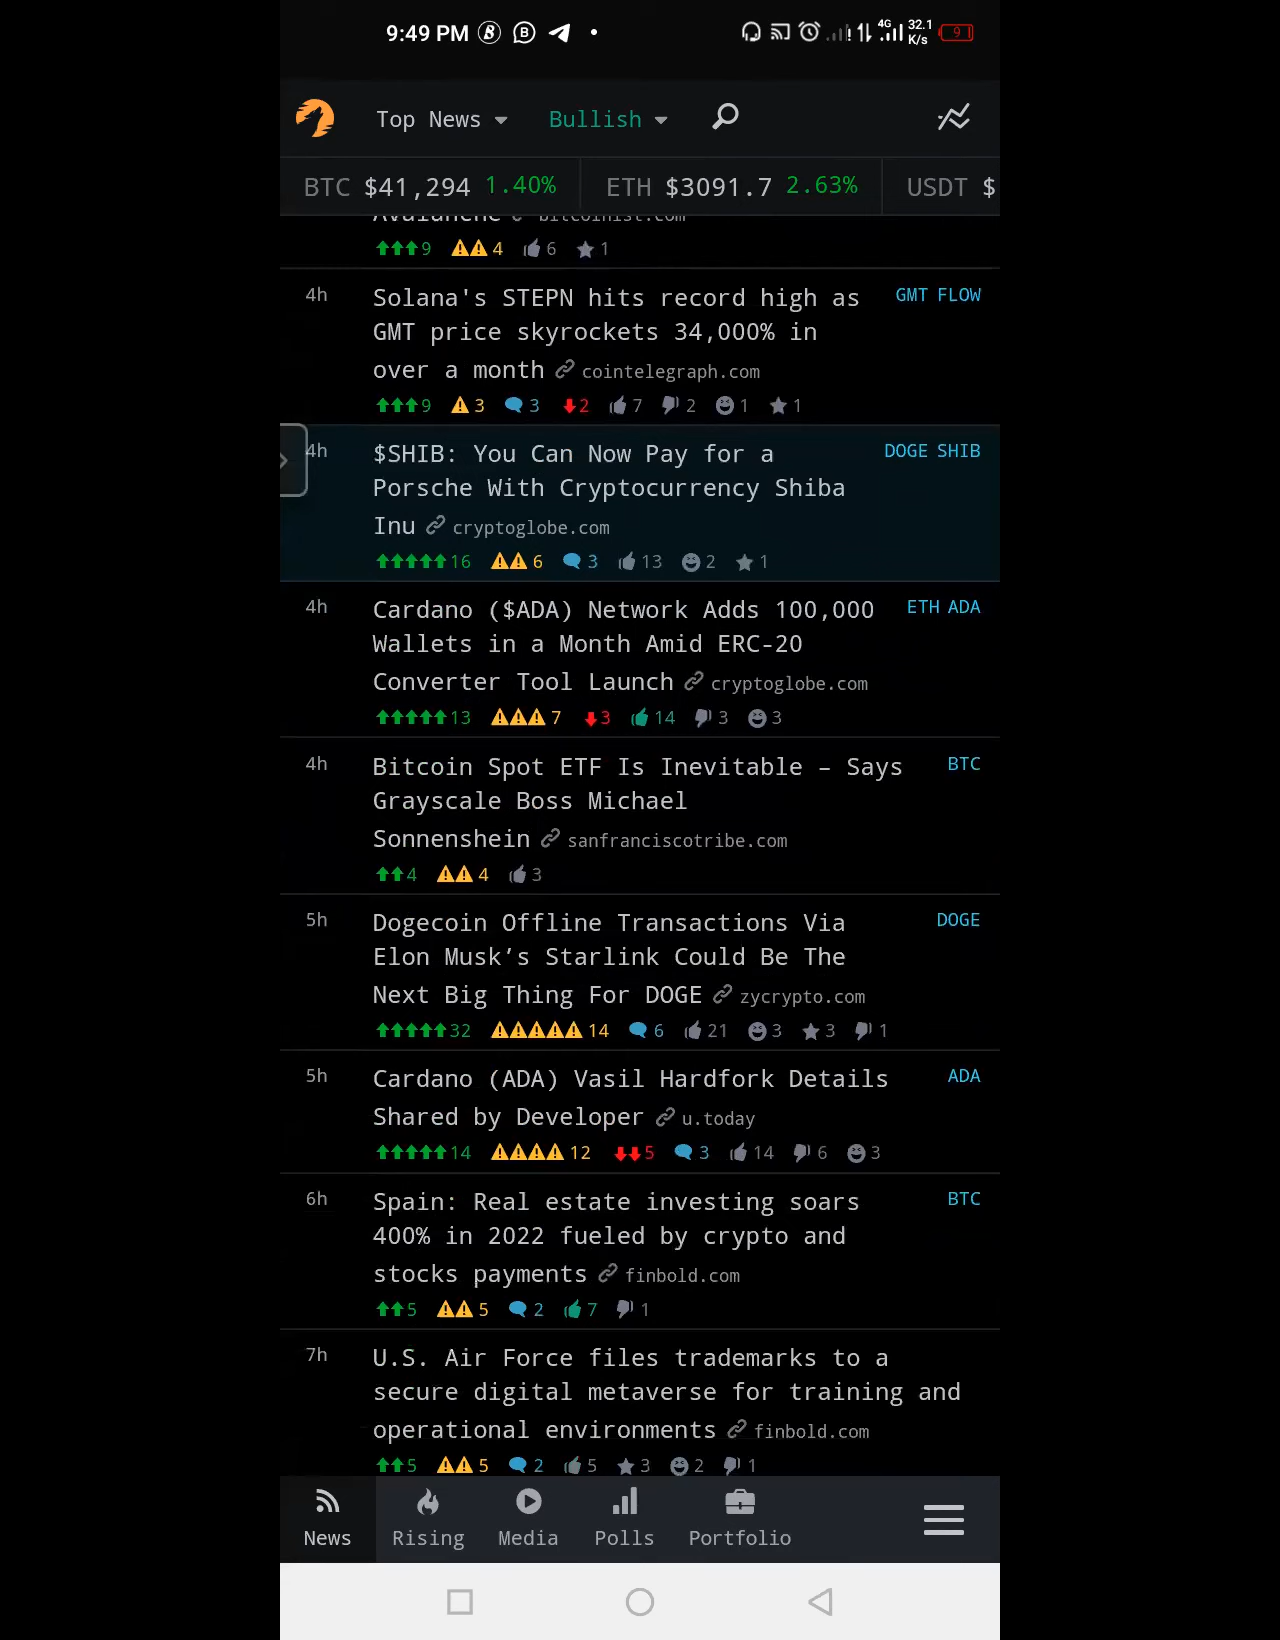 9:49 PM 4G 32.1 K/s 9
Top News Bullish
BTC $41,294 1.40% ETH $3091.7 2.63% USDT $
Avalanche bitcoinist.com
9 4 6 1
4h Solana's STEPN hits record high as GMT FLOW
GMT price skyrockets 34,000% in
over a month cointelegraph.com
9 3 3 2 7 2 1 1
4h $SHIB: You Can Now Pay for a DOGE SHIB
Porsche With Cryptocurrency Shiba
Inu cryptoglobe.com
16 6 3 13 2 1
4h Cardano ($ADA) Network Adds 100,000 ETH ADA
Wallets in a Month Amid ERC-20
Converter Tool Launch cryptoglobe.com
13 7 3 14 3 3
4h Bitcoin Spot ETF Is Inevitable – Says BTC
Grayscale Boss Michael
Sonnenshein sanfranciscotribe.com
4 4 3
5h Dogecoin Offline Transactions Via DOGE
Elon Musk’s Starlink Could Be The
Next Big Thing For DOGE zycrypto.com
32 14 6 21 3 3 1
5h Cardano (ADA) Vasil Hardfork Details ADA
Shared by Developer u.today
14 12 5 3 14 6 3
6h Spain: Real estate investing soars BTC
400% in 2022 fueled by crypto and
stocks payments finbold.com
5 5 2 7 1
7h U.S. Air Force files trademarks to a
secure digital metaverse for training and
operational environments finbold.com
5 5 2 5 3 2 1
News Rising Media Polls Portfolio